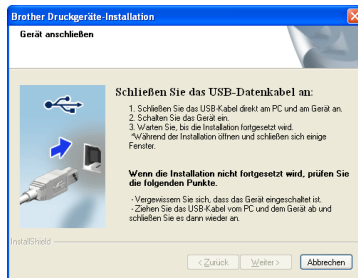 Brother Druckgeräte-Installation
Gerät anschließen
Schließen Sie das USB-Datenkabel an:
1. Schließen Sie das USB-Kabel direkt am PC und am Gerät an.
2. Schalten Sie das Gerät ein.
3. Warten Sie, bis die Installation fortgesetzt wird.
*Während der Installation öffnen und schließen sich einige
Fenster.
Wenn die Installation nicht fortgesetzt wird, prüfen Sie
die folgenden Punkte.
- Vergewissern Sie sich, dass das Gerät eingeschaltet ist.
- Ziehen Sie das USB-Kabel vom PC und dem Gerät ab und
schließen Sie es dann wieder an.
InstallShield
< Zurück Weiter > Abbrechen